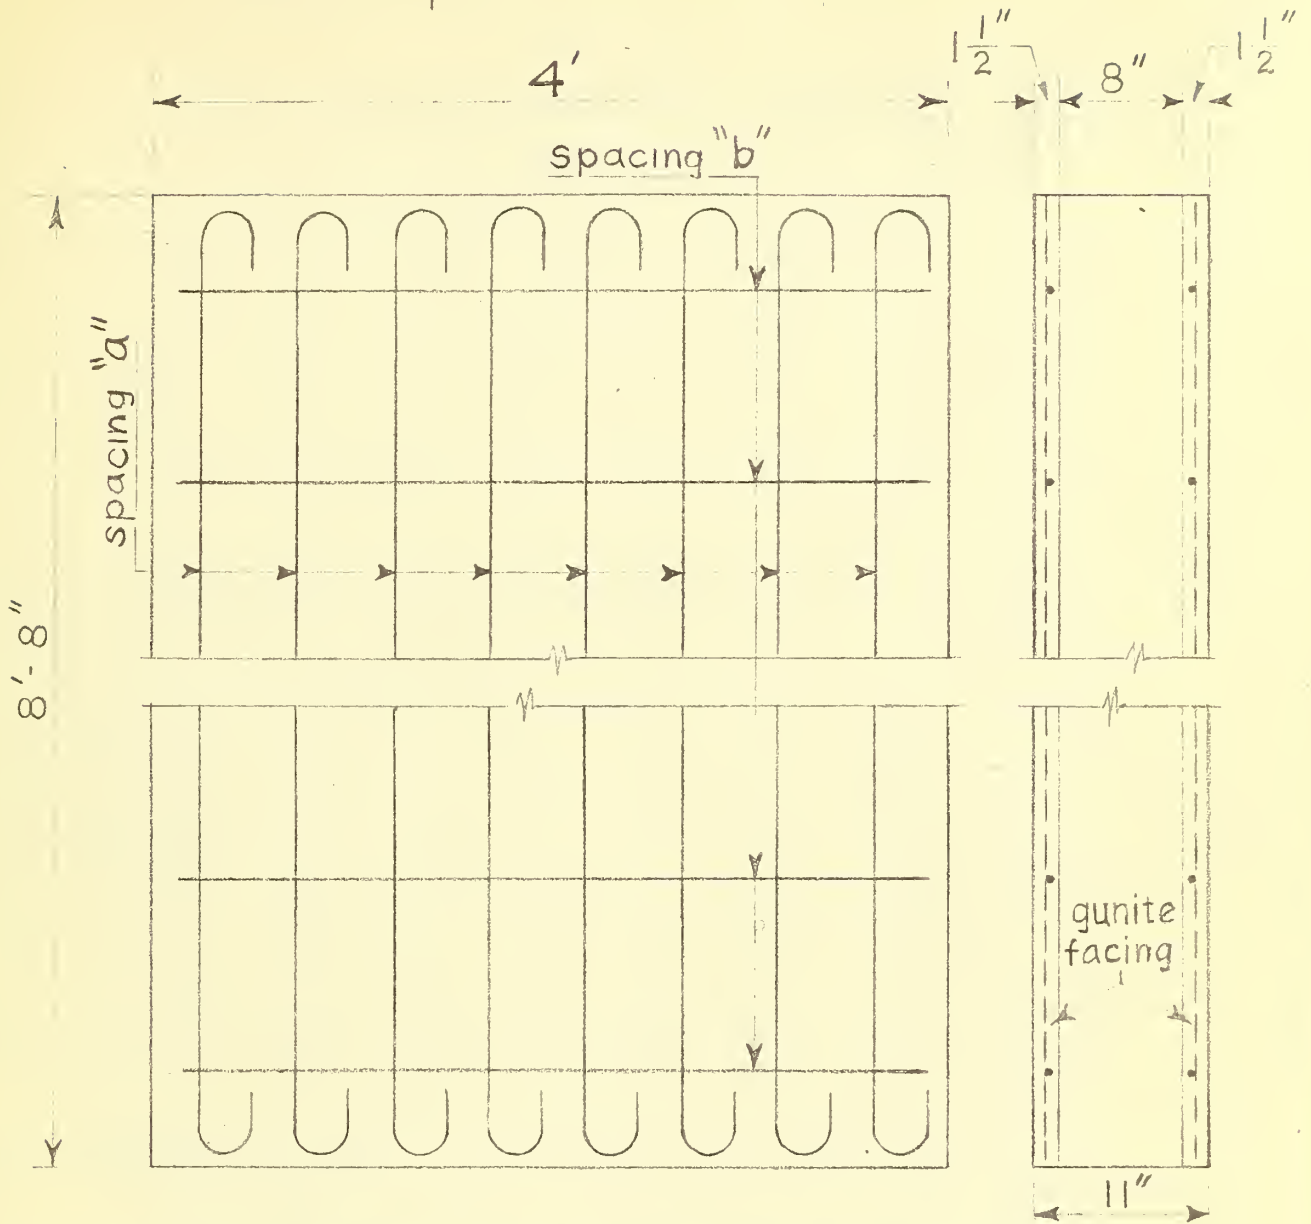 4'
1 1/2"
8"
1 1/2"
spacing "b"
spacing "a"
8'- 8"
gunite
facing
11"